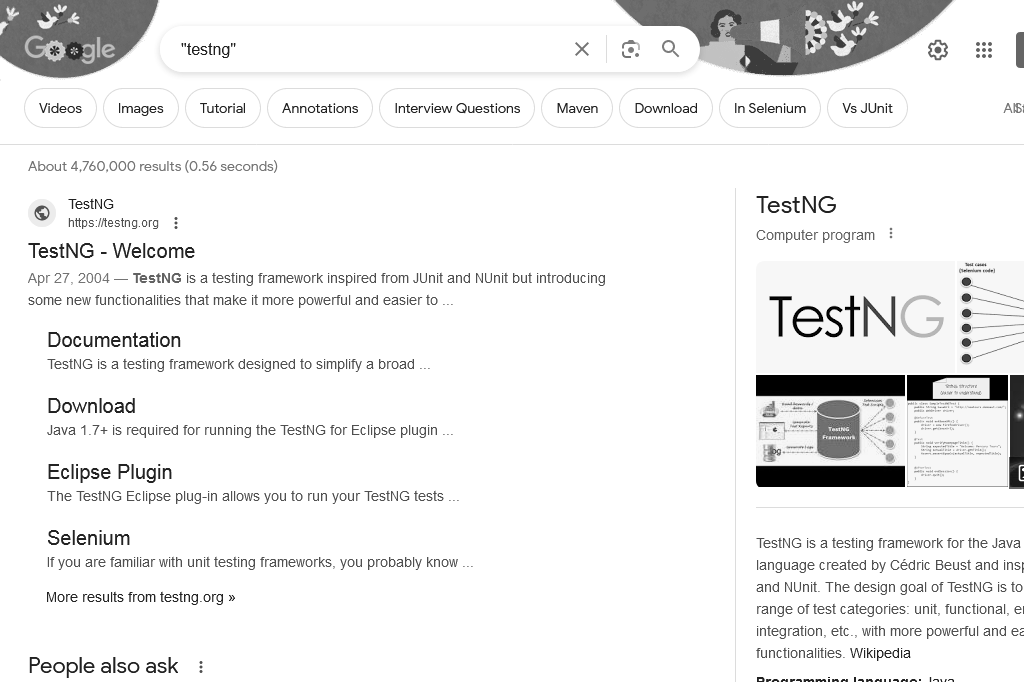 Google
"testng"
Videos
Images
Tutorial
Annotations
Interview Questions
Maven
Download
In Selenium
Vs JUnit
About 4,760,000 results (0.56 seconds)
TestNG
https://testng.org
TestNG - Welcome
Apr 27, 2004 — TestNG is a testing framework inspired from JUnit and NUnit but introducing
some new functionalities that make it more powerful and easier to ...
Documentation
TestNG is a testing framework designed to simplify a broad ...
Download
Java 1.7+ is required for running the TestNG for Eclipse plugin ...
Eclipse Plugin
The TestNG Eclipse plug-in allows you to run your TestNG tests ...
Selenium
If you are familiar with unit testing frameworks, you probably know ...
More results from testng.org »
People also ask
TestNG
Computer program
TestNG
Test cases
(Selenium code)
TestNG
Framework
TestNG is a testing framework for the Java
language created by Cédric Beust and insp
and NUnit. The design goal of TestNG is to
range of test categories: unit, functional, e
integration, etc., with more powerful and ea
functionalities. Wikipedia
Programming language: Java